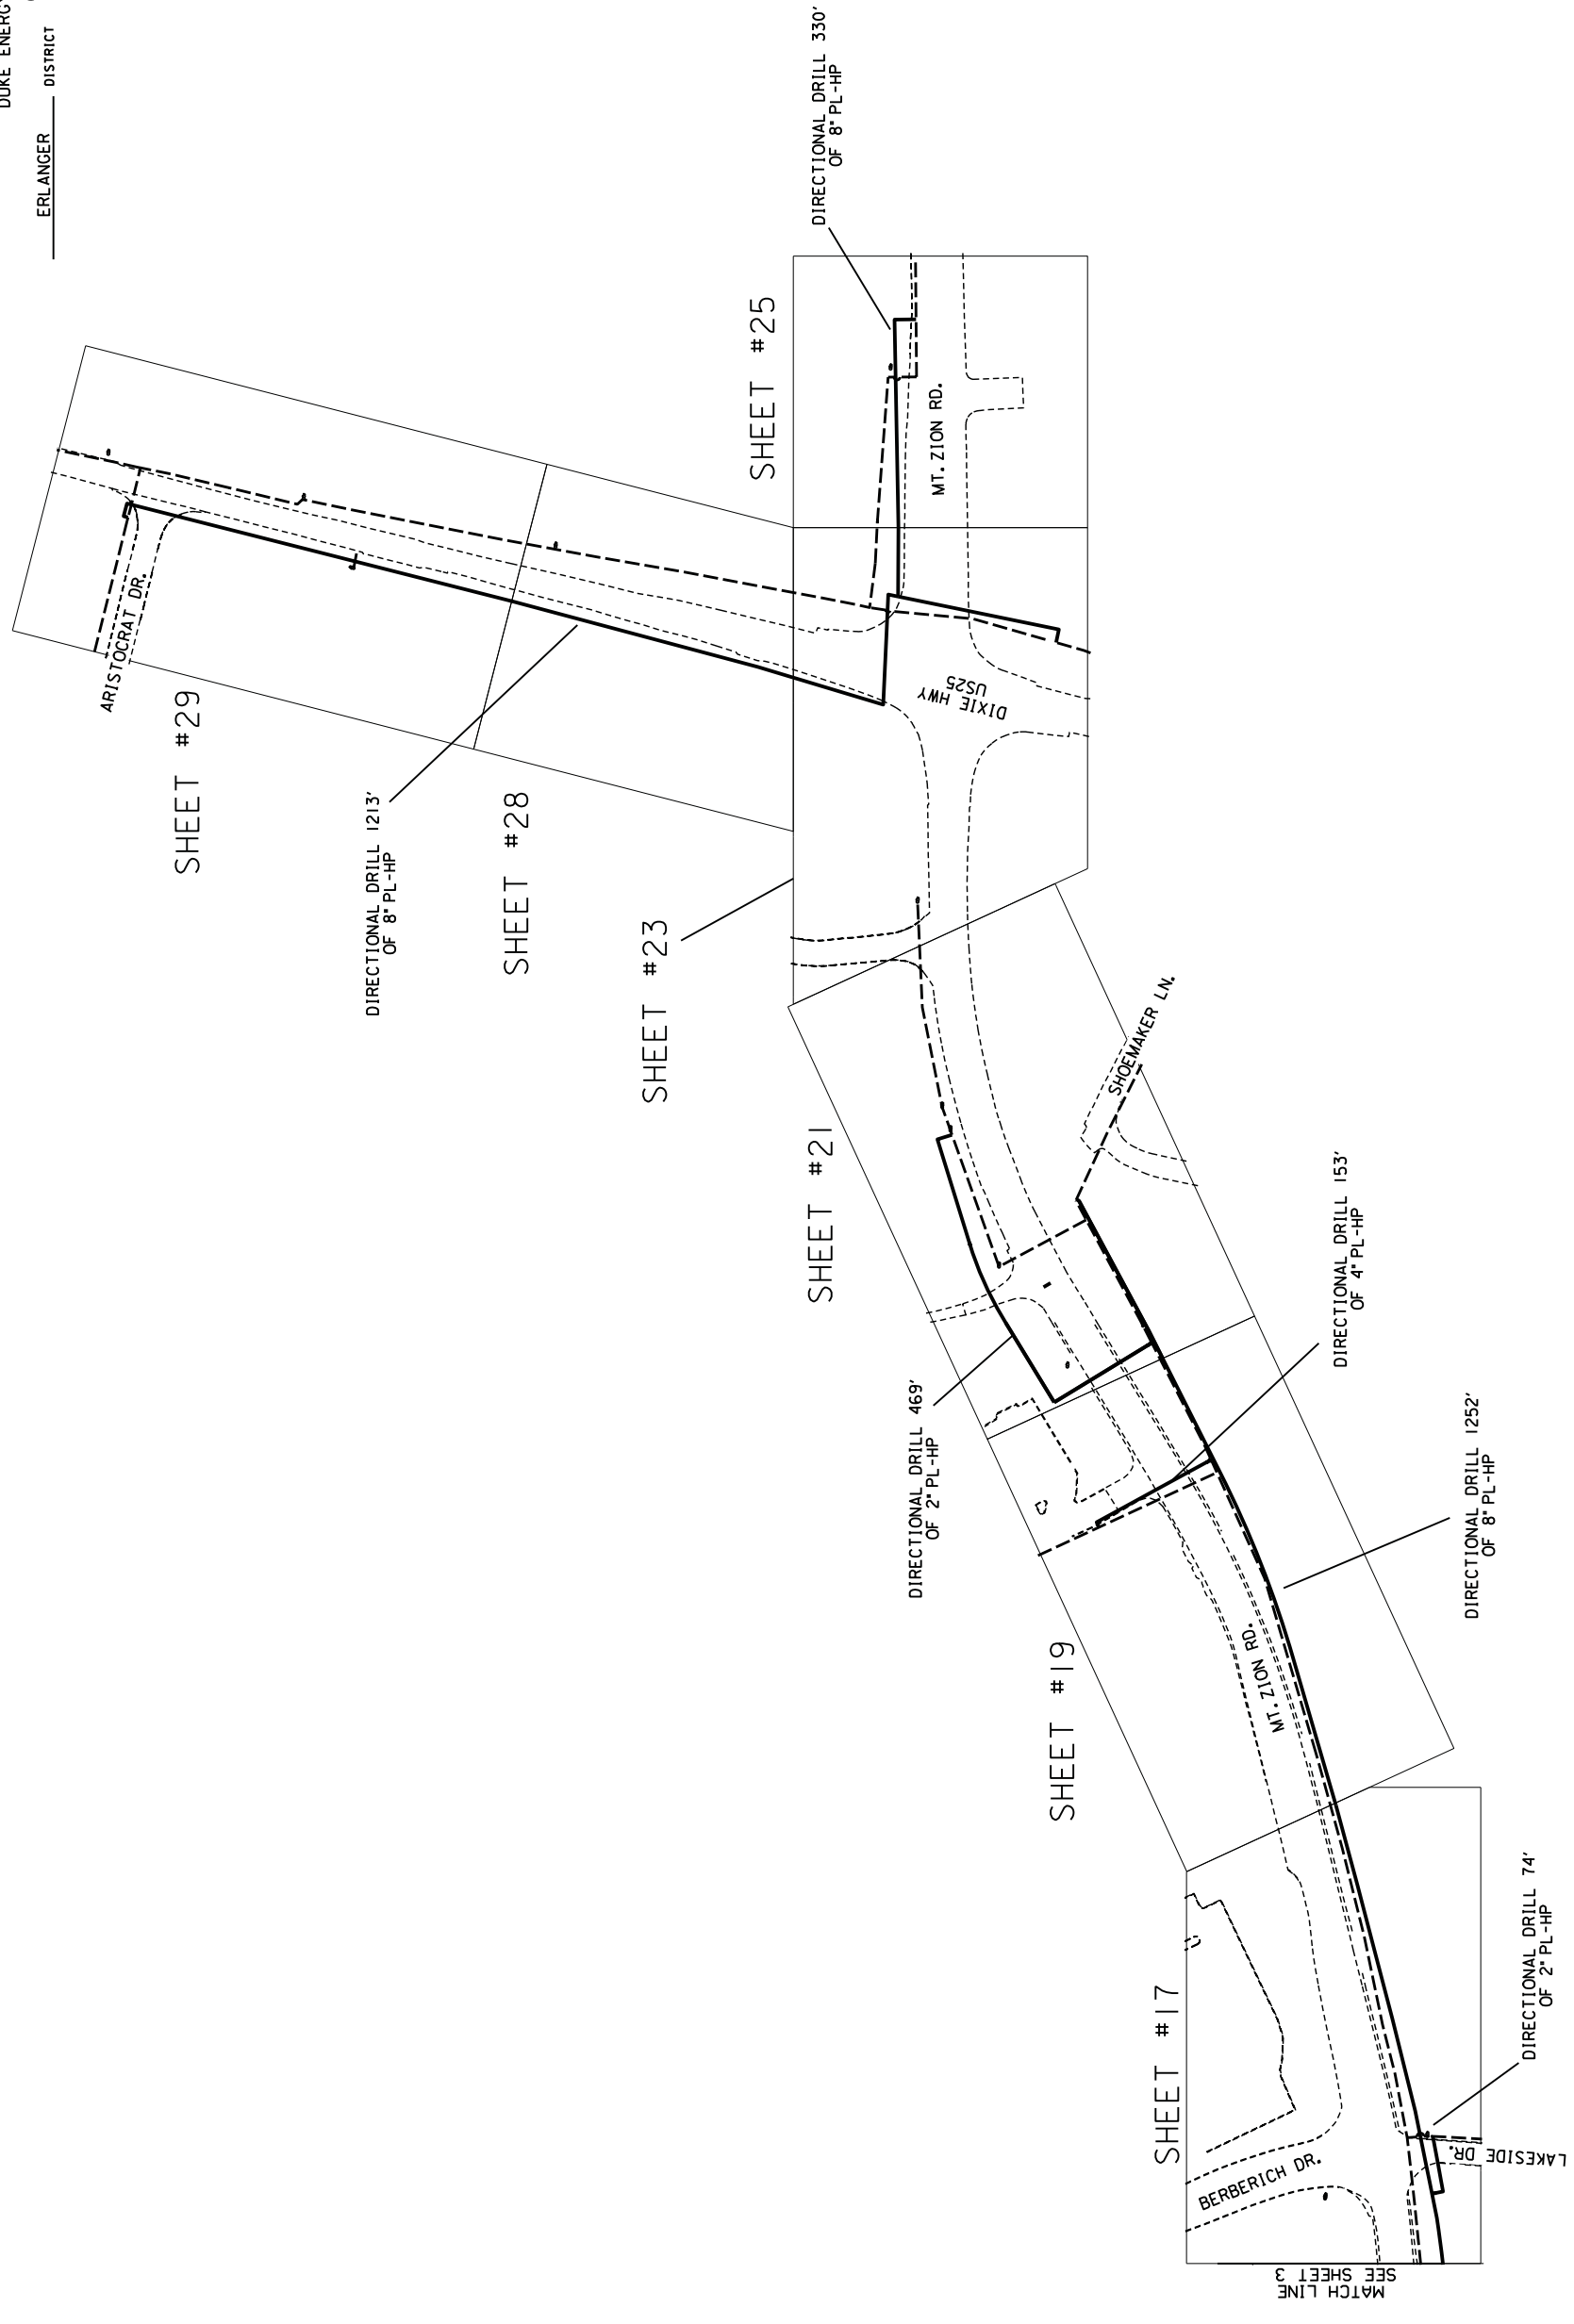 DUKE ENERGY
ERLANGER DISTRICT
DIRECTIONAL DRILL 330'
OF 8" PL-HP
SHEET #25
MT. ZION RD.
ARISTOCRAT DR.
SHEET #29
DIXIE HWY
US25
DIRECTIONAL DRILL 1213'
OF 8" PL-HP
SHEET #28
SHEET #23
SHOEMAKER LN.
SHEET #21
DIRECTIONAL DRILL 153'
OF 4" PL-HP
DIRECTIONAL DRILL 469'
OF 2" PL-HP
DIRECTIONAL DRILL 1252'
OF 8" PL-HP
SHEET #19
MT. ZION RD.
SHEET #17
DIRECTIONAL DRILL 74'
OF 2" PL-HP
BERBERICH DR.
LAKESIDE DR.
MATCH LINE
SEE SHEET 3